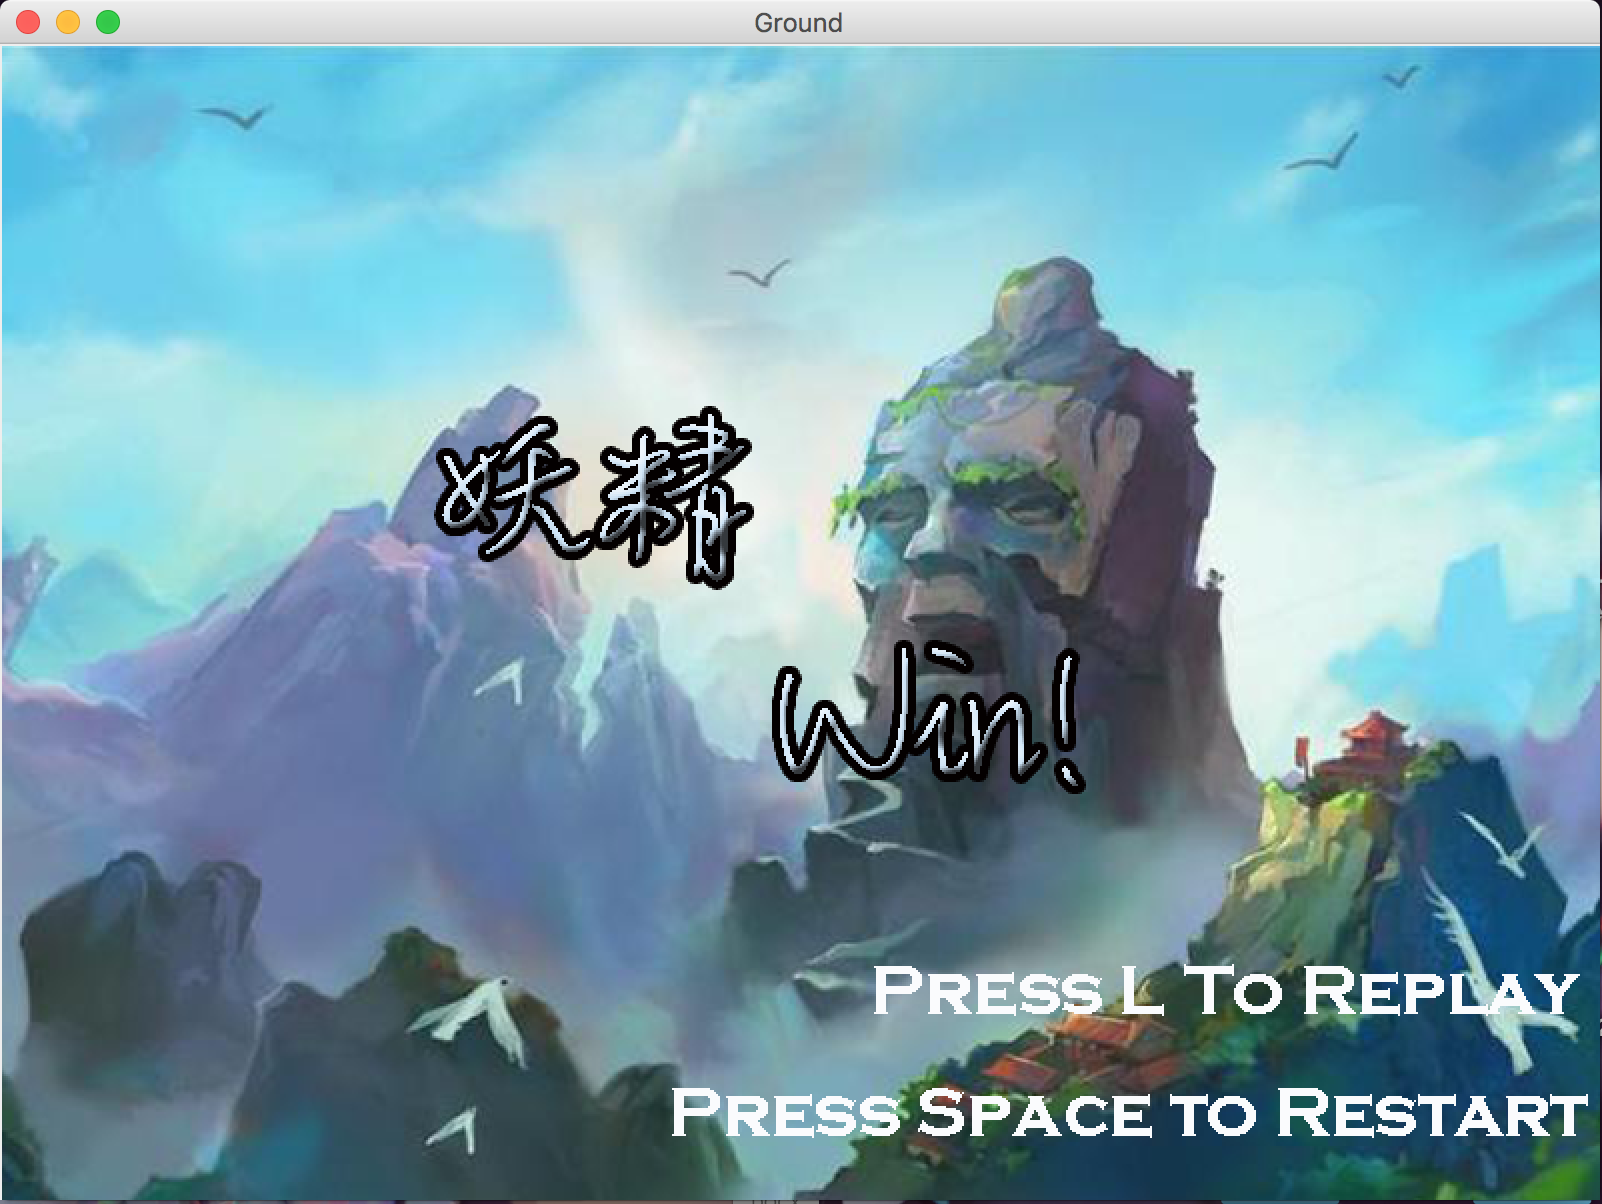 Ground
妖精
Win!
PRESS L TO REPLAY
PRESS SPACE TO RESTART